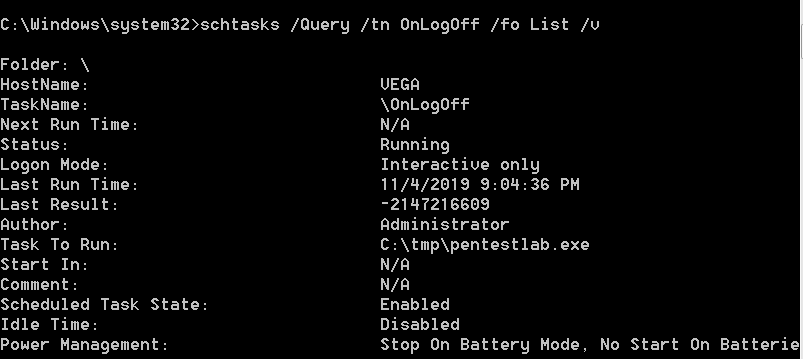 C:\Windows\system32>schtasks /Query /tn OnLogOff /fo List /v
Folder: \
HostName: VEGA
TaskName: \OnLogOff
Next Run Time: N/A
Status: Running
Logon Mode: Interactive only
Last Run Time: 11/4/2019 9:04:36 PM
Last Result: -2147216609
Author: Administrator
Task To Run: C:\tmp\pentestlab.exe
Start In: N/A
Comment: N/A
Scheduled Task State: Enabled
Idle Time: Disabled
Power Management: Stop On Battery Mode, No Start On Batterie